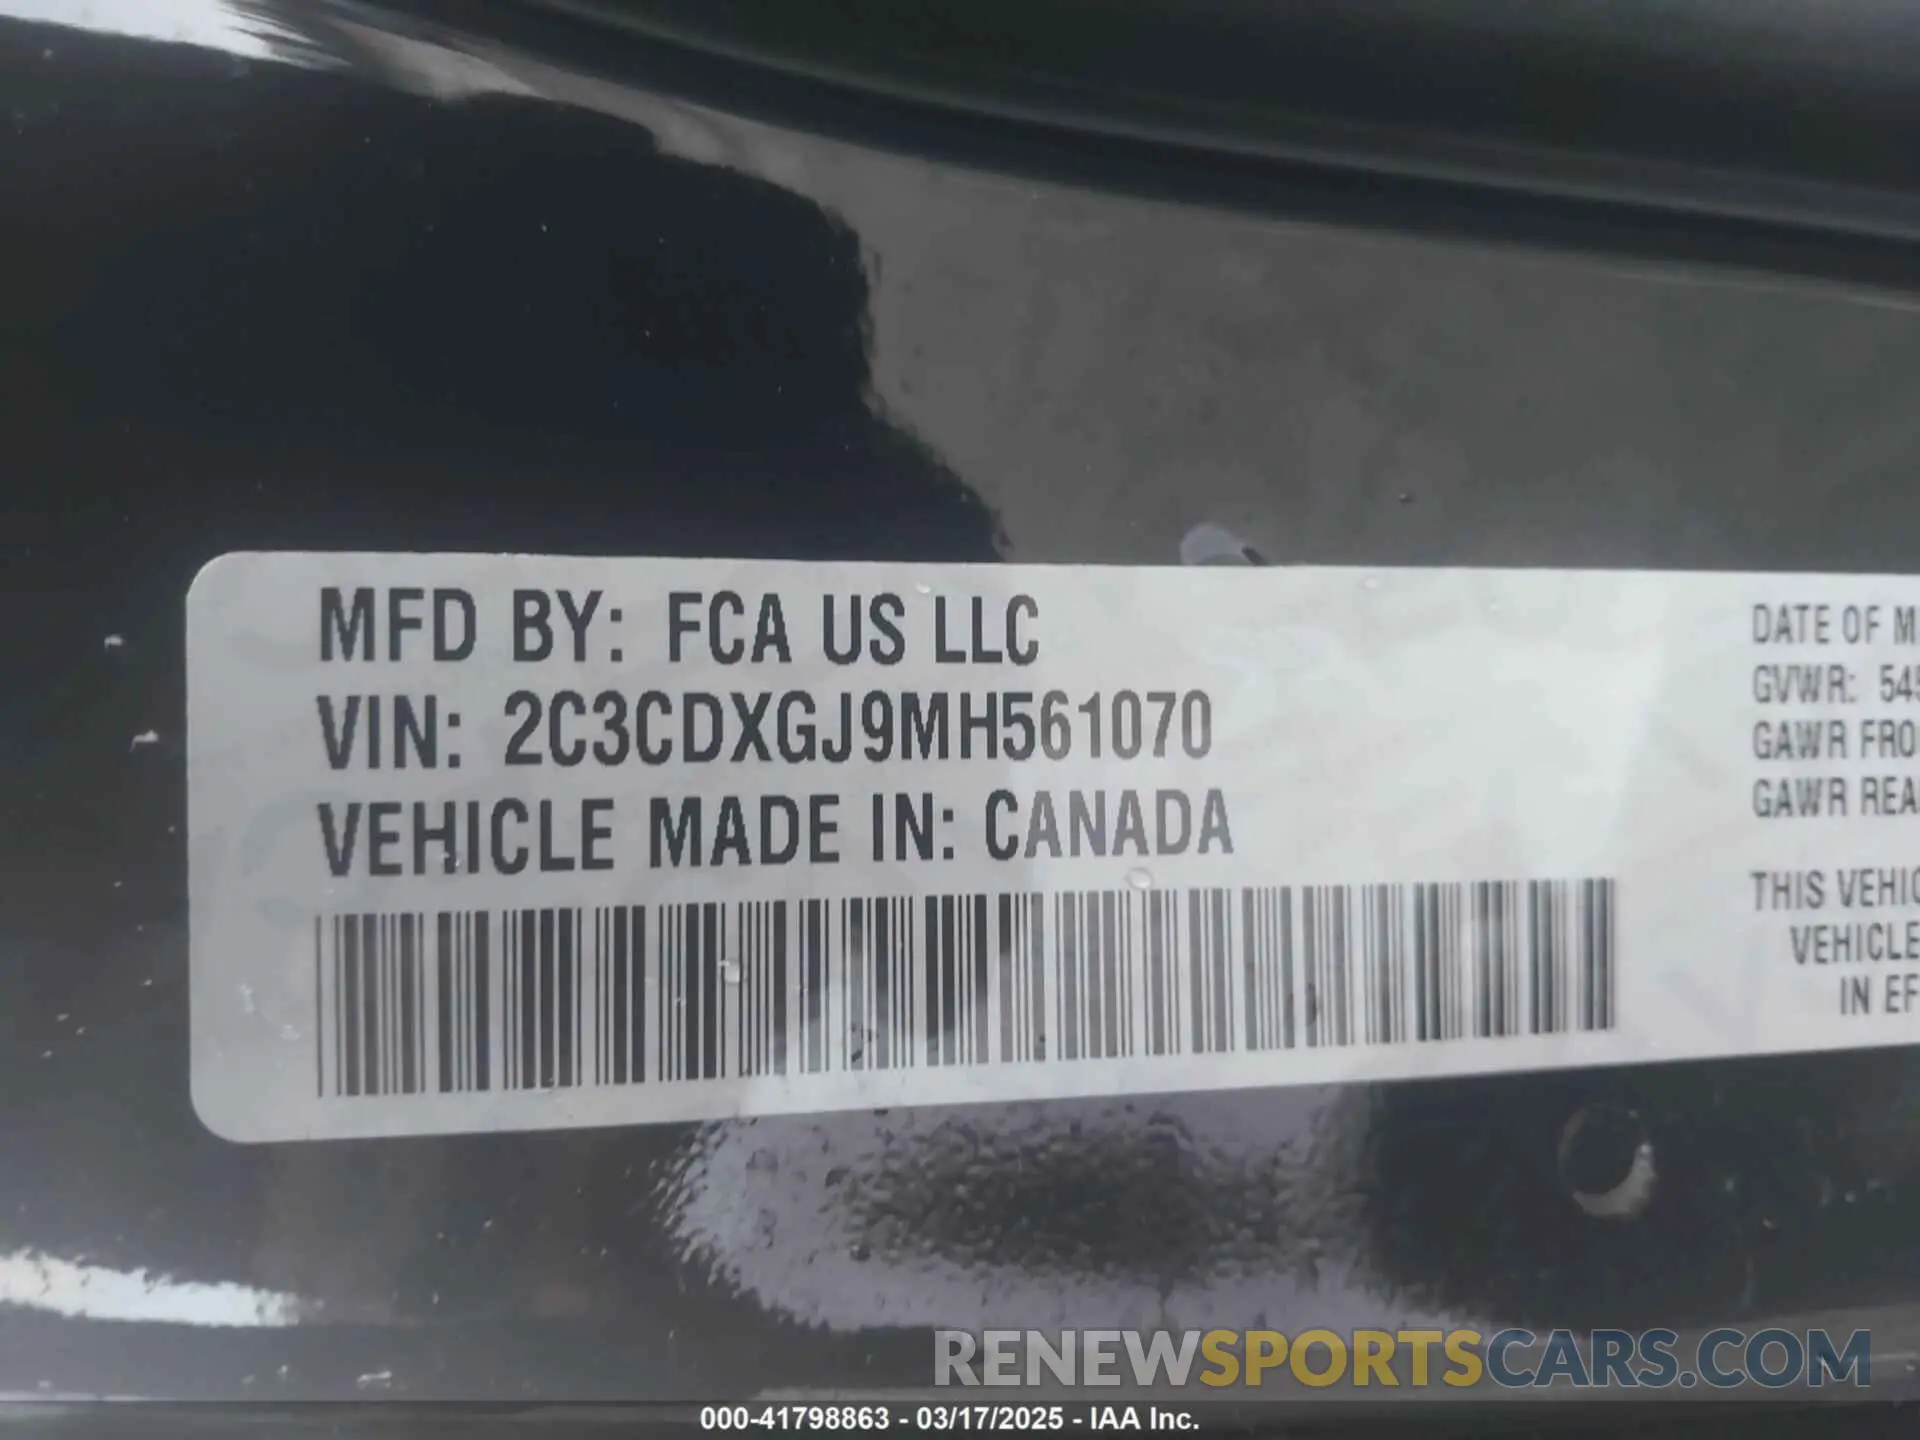 MFD BY: FCA US LLC
VIN: 2C3CDXGJ9MH561070
VEHICLE MADE IN: CANADA
DATE OF M
GVWR: 545
GAWR FRO
GAWR REA
THIS VEHIC
VEHICLE
IN EF
RENEWSPORTSCARS.COM
000-41798863 - 03/17/2025 - IAA Inc.